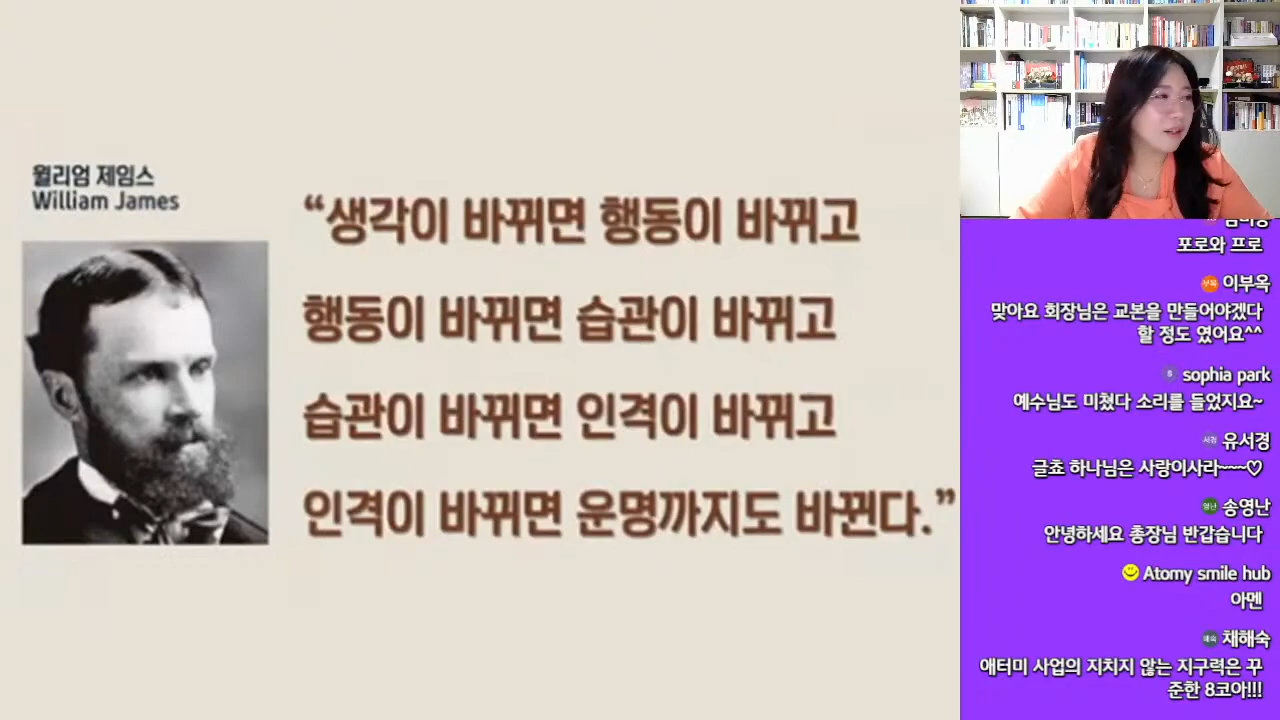 윌리엄 제임스
William James
“생각이 바뀌면 행동이 바뀌고
행동이 바뀌면 습관이 바뀌고
습관이 바뀌면 인격이 바뀌고
인격이 바뀌면 운명까지도 바뀐다.”
포로와 프로
이부옥
맞아요 회장님은 교본을 만들어야겠다
할 정도 였어요^^
sophia park
예수님도 미쳤다 소리를 들었지요~
유서경
글쵸 하나님은 사랑이사라~~~♡
송영난
안녕하세요 총장님 반갑습니다
Atomy smile hub
아멘
채해숙
애터미 사업의 지치지 않는 지구력은 꾸
준한 8코아!!!